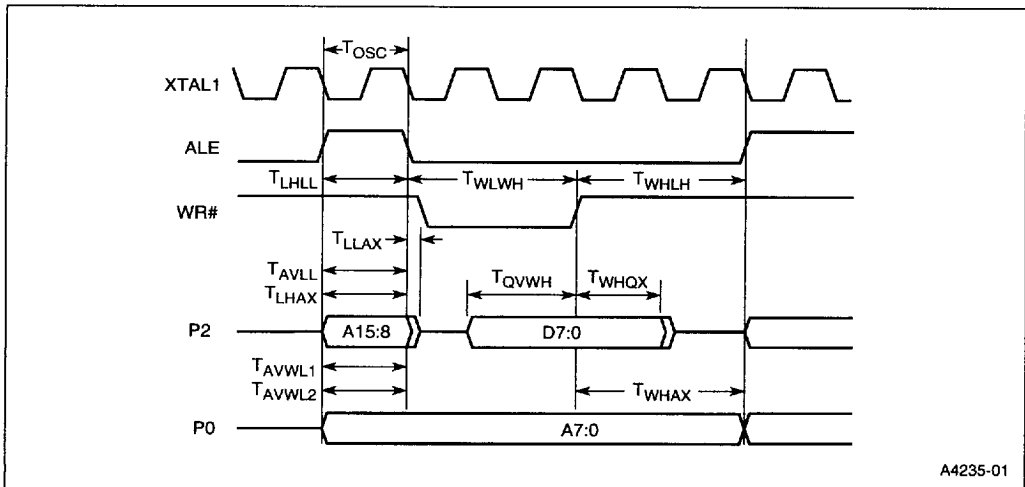 TOSC
XTAL1
ALE
TLHLL TWLWH TWHLH
WR#
TLLAX
TAVLL TQVWH TWHQX
TLHAX
P2 A15:8 D7:0
TAVWL1
TAVWL2 TWHAX
P0 A7:0
A4235-01